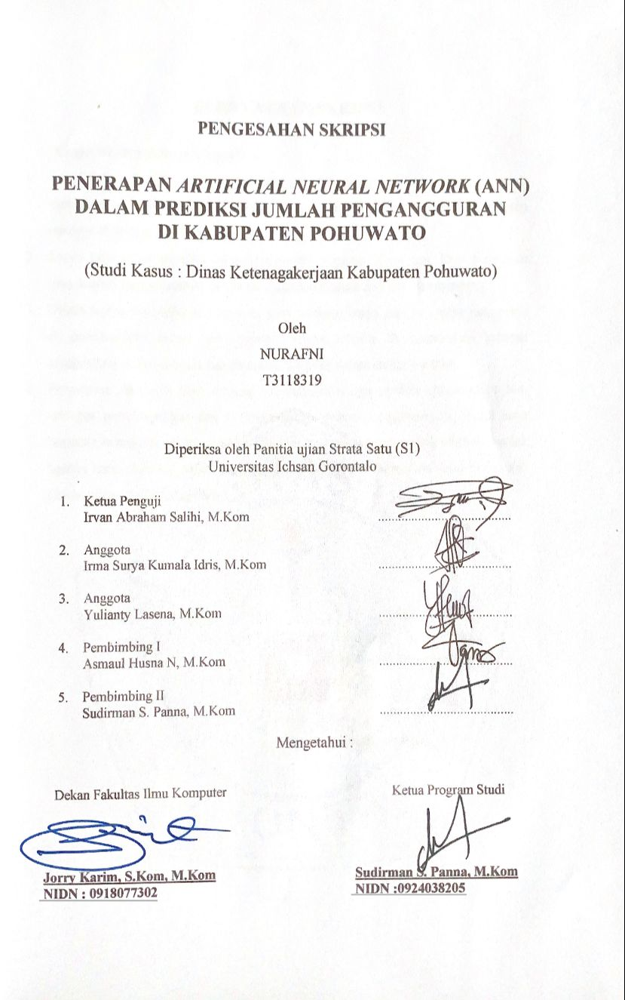 PENGESAHAN SKRIPSI
PENERAPAN ARTIFICIAL NEURAL NETWORK (ANN)
DALAM PREDIKSI JUMLAH PENGANGGURAN
DI KABUPATEN POHUWATO
(Studi Kasus : Dinas Ketenagakerjaan Kabupaten Pohuwato)
Oleh
NURAFNI
T3118319
Diperiksa oleh Panitia ujian Strata Satu (S1)
Universitas Ichsan Gorontalo
1. Ketua Penguji
Irvan Abraham Salihi, M.Kom
2. Anggota
Irma Surya Kumala Idris, M.Kom
3. Anggota
Yulianty Lasena, M.Kom
4. Pembimbing I
Asmaul Husna N, M.Kom
5. Pembimbing II
Sudirman S. Panna, M.Kom
Mengetahui :
Dekan Fakultas Ilmu Komputer
Jorry Karim, S.Kom, M.Kom
NIDN : 0918077302
Ketua Program Studi
Sudirman S. Panna, M.Kom
NIDN :0924038205